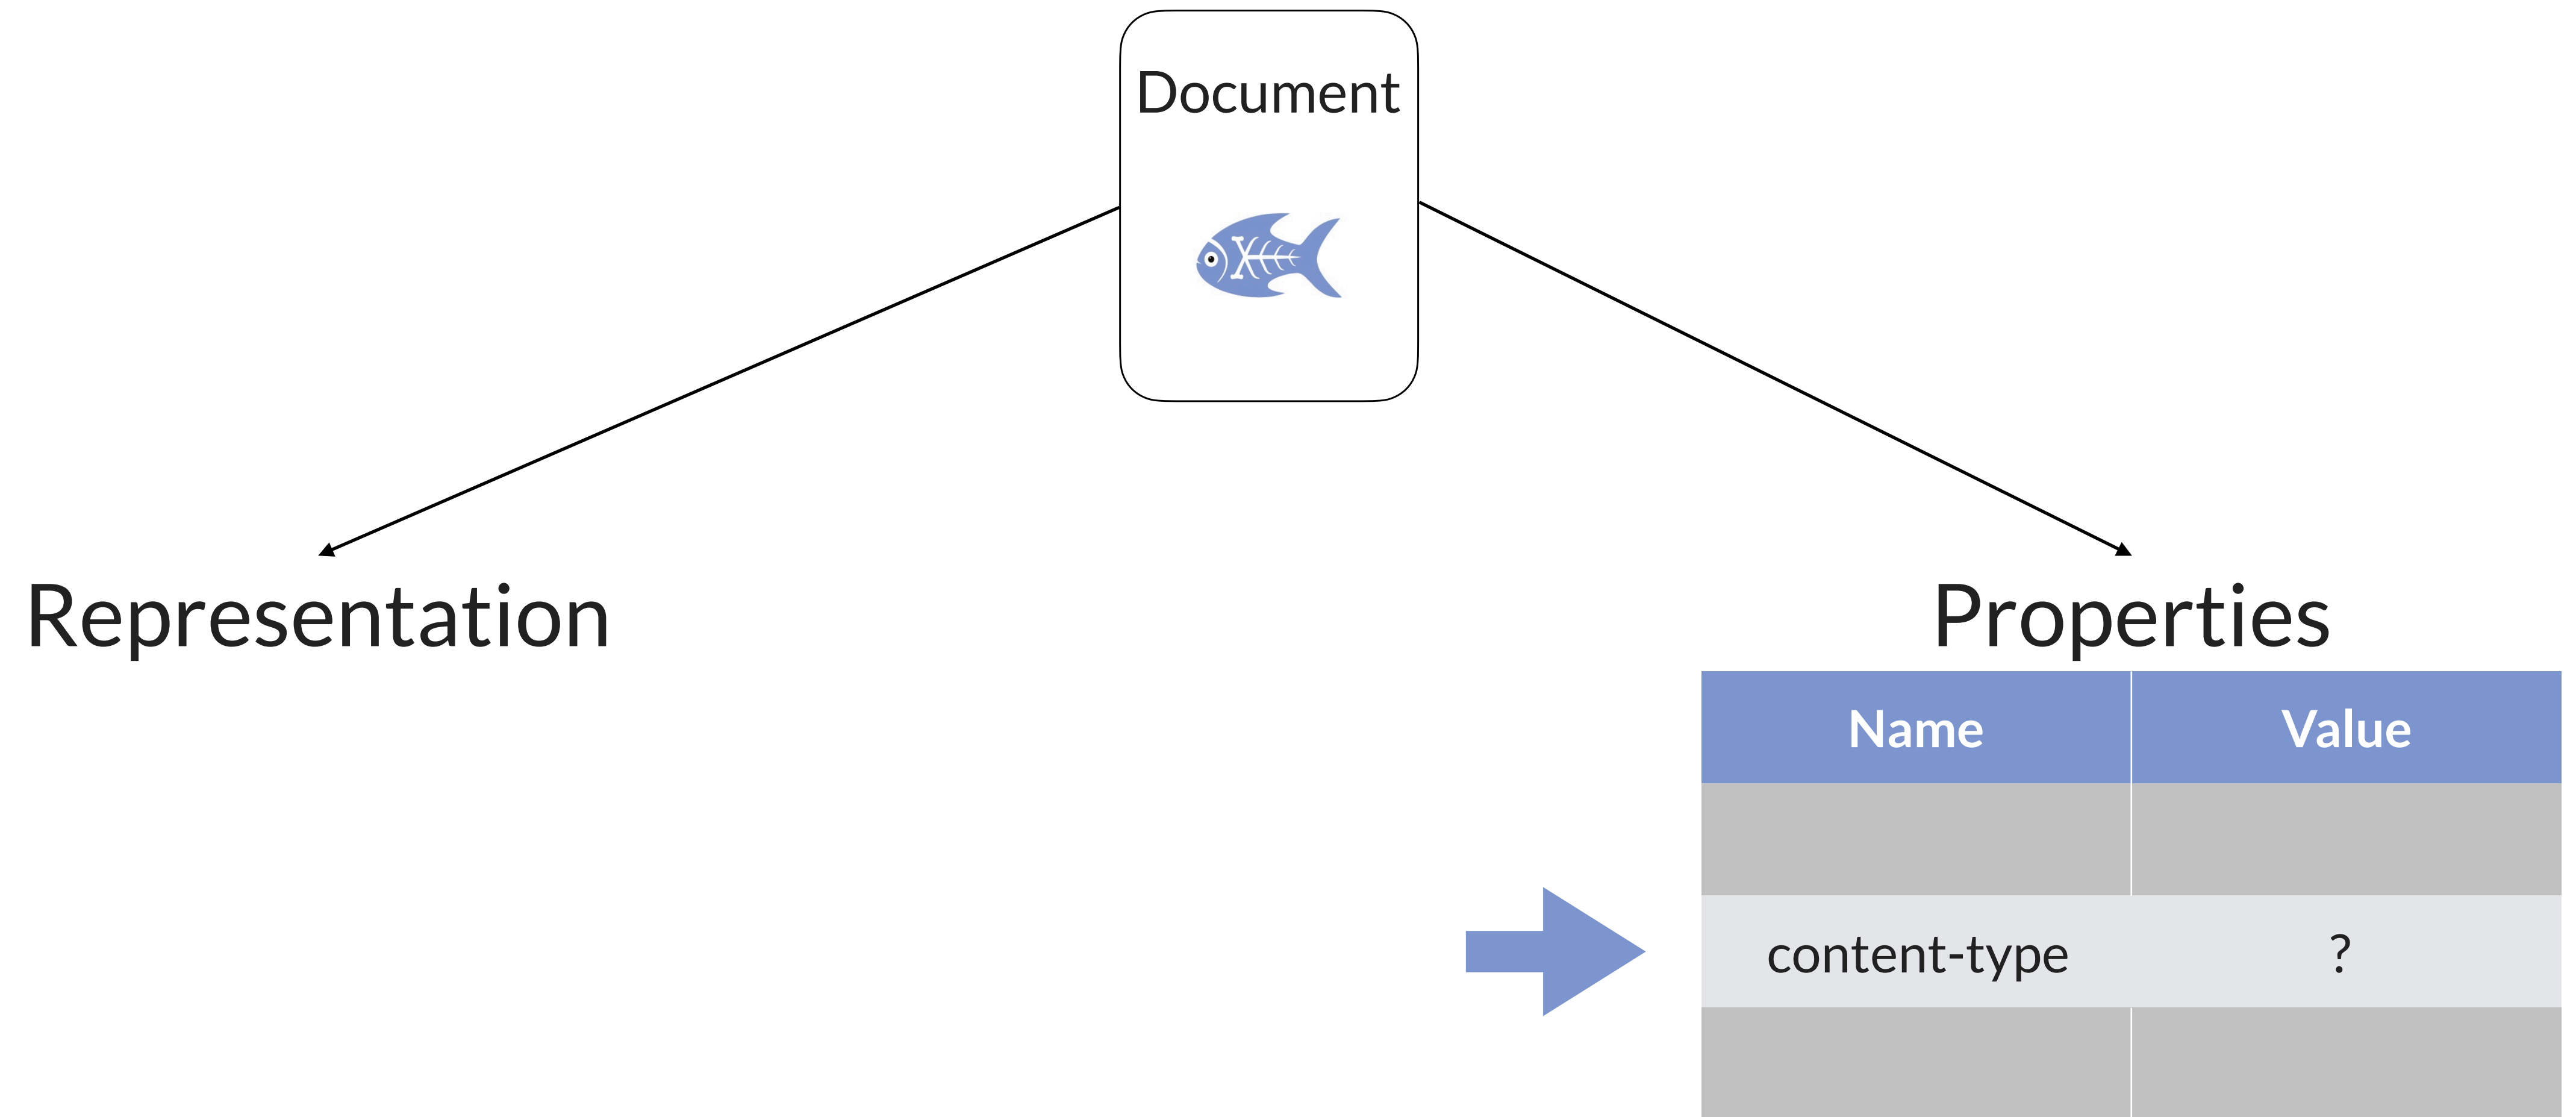 Document
Representation
Properties
Name Value
content-type ?